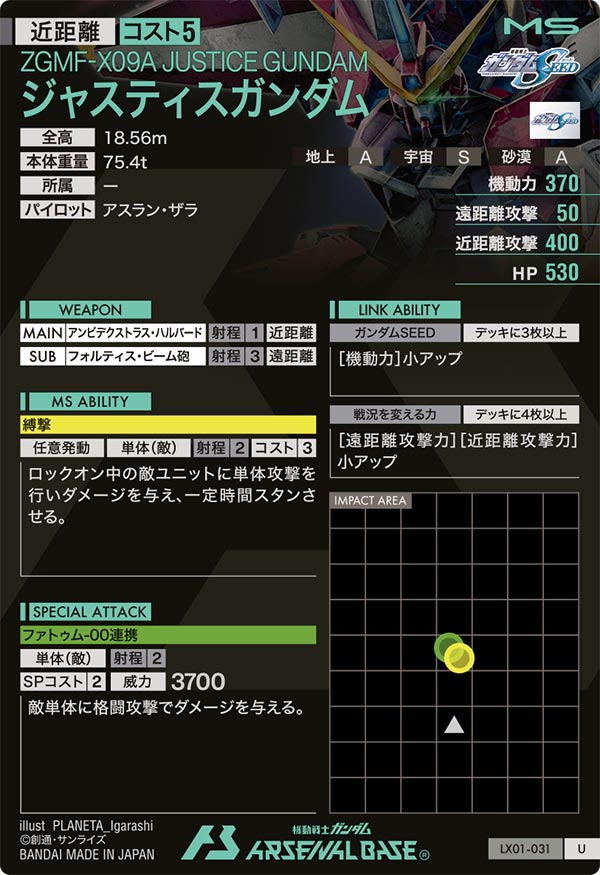 近距離 コスト5 MS
ZGMF-X09A JUSTICE GUNDAM
ジャスティスガンダム
機動戦士 ガンダムSEED
全高 18.56m
本体重量 75.4t
所属 ー
パイロット アスラン・ザラ
地上 A 宇宙 S 砂漠 A
機動力 370
遠距離攻撃 50
近距離攻撃 400
HP 530
WEAPON
MAIN アンビデクストラス・ハルバード 射程 1 近距離
SUB フォルティス・ビーム砲 射程 3 遠距離
MS ABILITY
縛撃
任意発動 単体(敵) 射程 2 コスト 3
ロックオン中の敵ユニットに単体攻撃を
行いダメージを与え、一定時間スタンさ
せる。
SPECIAL ATTACK
ファトゥム-00連携
単体(敵) 射程 2
SPコスト 2 威力 3700
敵単体に格闘攻撃でダメージを与える。
LINK ABILITY
ガンダムSEED デッキに3枚以上
[機動力]小アップ
戦況を変える力 デッキに4枚以上
[遠距離攻撃力][近距離攻撃力]
小アップ
IMPACT AREA
illust PLANETA_Igarashi
©創通・サンライズ
BANDAI MADE IN JAPAN
機動戦士ガンダム
AB ARSENAL BASE®
LX01-031 U